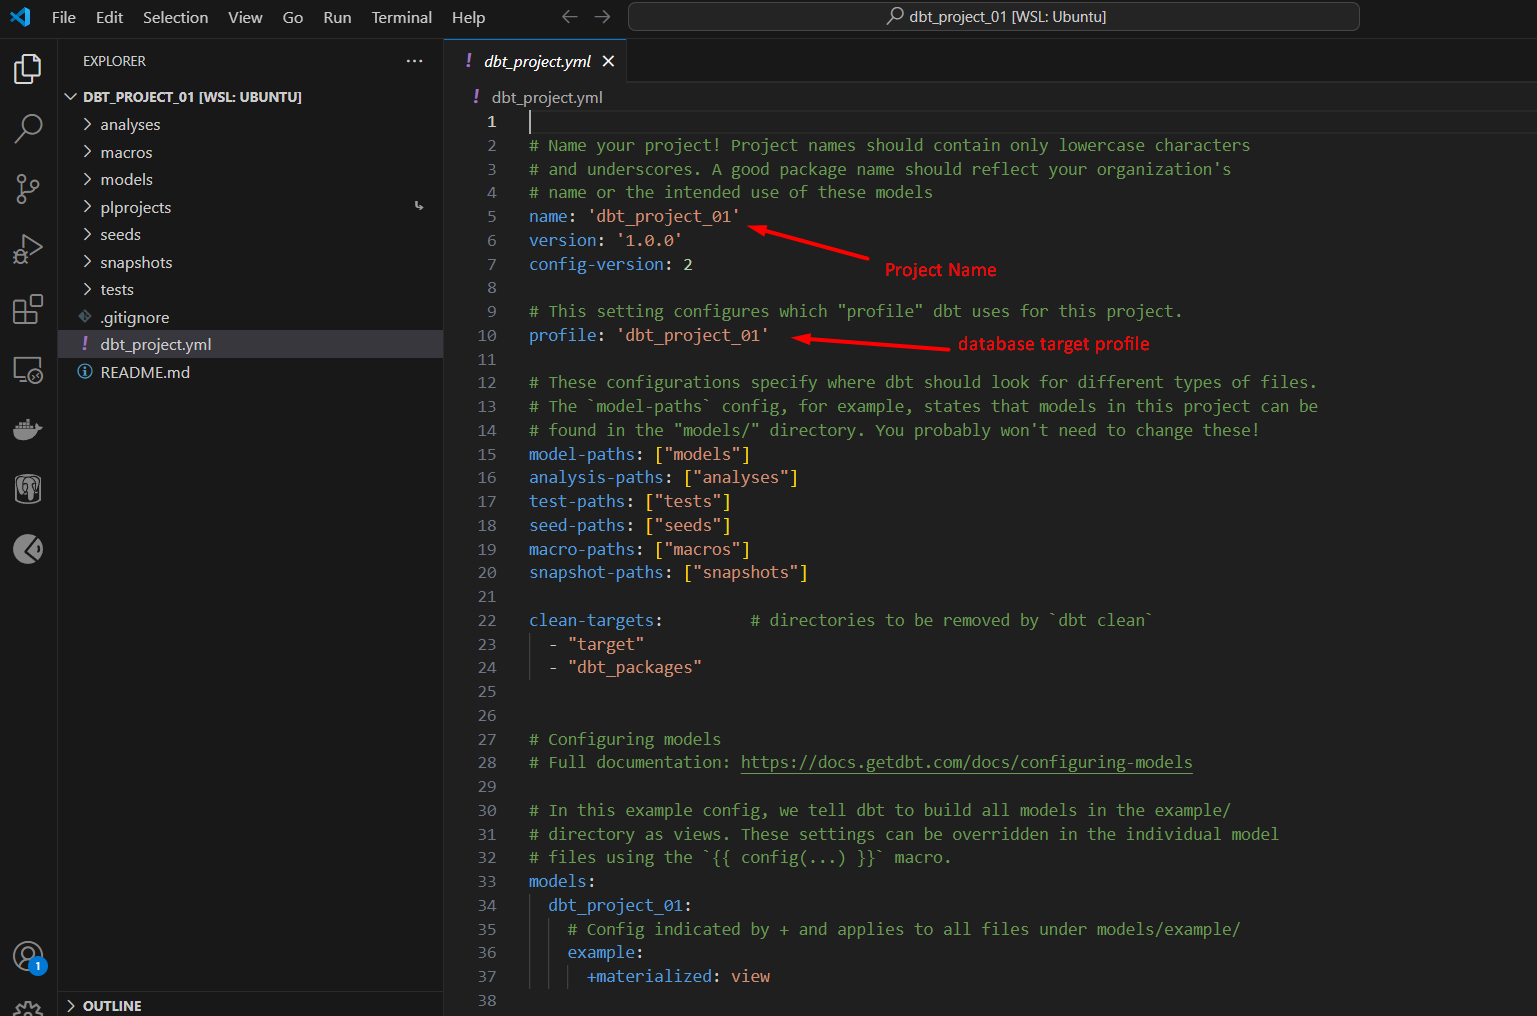 File Edit Selection View Go Run Terminal Help
dbt_project_01 [WSL: Ubuntu]
EXPLORER
DBT_PROJECT_01 [WSL: UBUNTU]
analyses
macros
models
plprojects
seeds
snapshots
tests
.gitignore
! dbt_project.yml
README.md
OUTLINE
1
! dbt_project.yml
! dbt_project.yml
1
2 # Name your project! Project names should contain only lowercase characters
3 # and underscores. A good package name should reflect your organization's
4 # name or the intended use of these models
5 name: 'dbt_project_01'
6 version: '1.0.0'
Project Name
7 config-version: 2
8
9 # This setting configures which "profile" dbt uses for this project.
10 profile: 'dbt_project_01'
database target profile
11
12 # These configurations specify where dbt should look for different types of files.
13 # The `model-paths` config, for example, states that models in this project can be
14 # found in the "models/" directory. You probably won't need to change these!
15 model-paths: ["models"]
16 analysis-paths: ["analyses"]
17 test-paths: ["tests"]
18 seed-paths: ["seeds"]
19 macro-paths: ["macros"]
20 snapshot-paths: ["snapshots"]
21
22 clean-targets: # directories to be removed by `dbt clean`
23 - "target"
24 - "dbt_packages"
25
26
27 # Configuring models
28 # Full documentation: https://docs.getdbt.com/docs/configuring-models
29
30 # In this example config, we tell dbt to build all models in the example/
31 # directory as views. These settings can be overridden in the individual model
32 # files using the `{{ config(...) }}` macro.
33 models:
34 dbt_project_01:
35 # Config indicated by + and applies to all files under models/example/
36 example:
37 +materialized: view
38